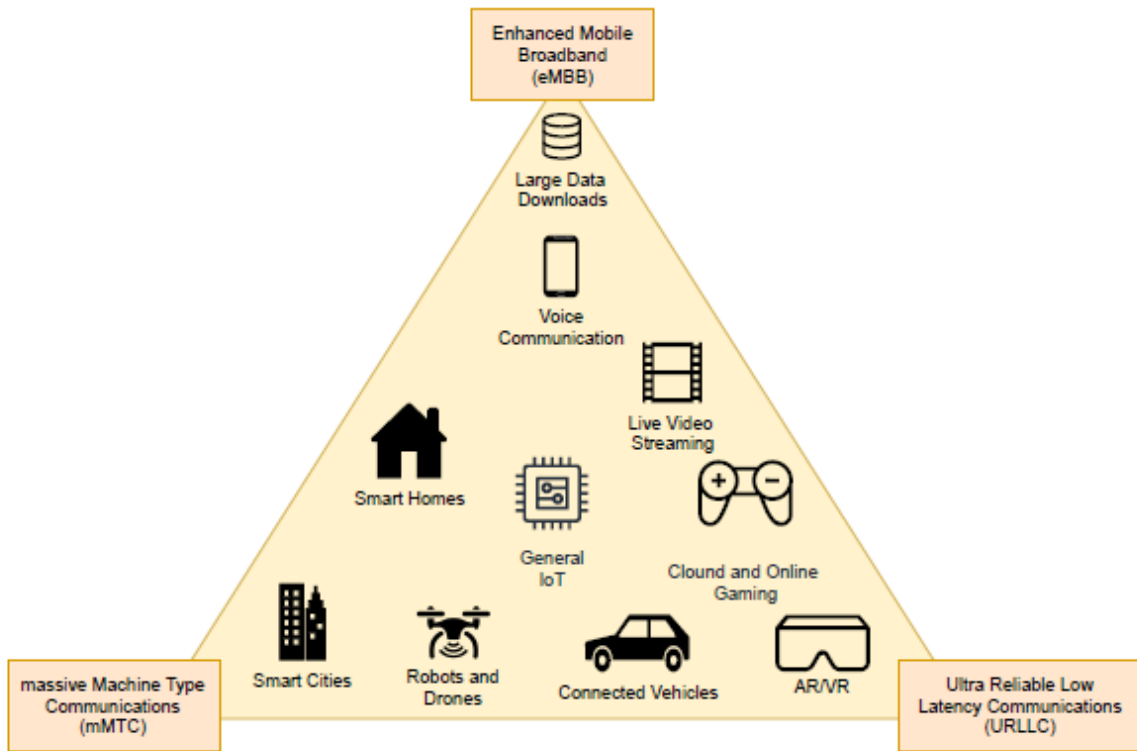 Enhanced Mobile
Broadband
(eMBB)
Large Data
Downloads
Voice
Communication
Live Video
Streaming
Smart Homes
General
IoT
Clound and Online
Gaming
Smart Cities
Robots and
Drones
Connected Vehicles
AR/VR
massive Machine Type
Communications
(mMTC)
Ultra Reliable Low
Latency Communications
(URLLC)